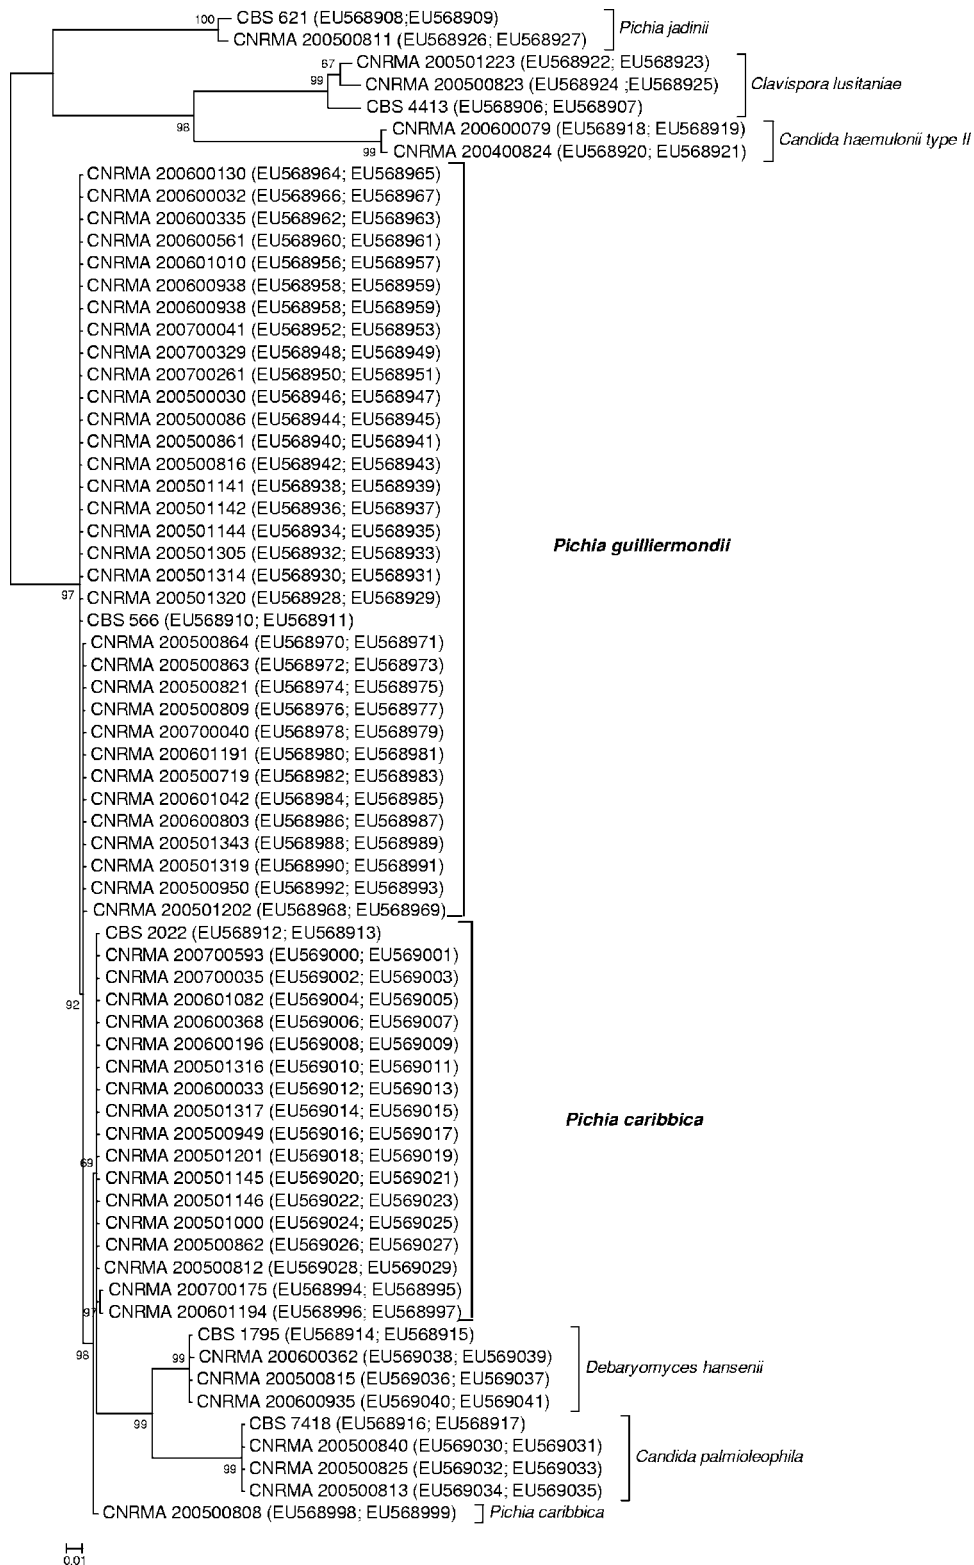 100
CBS 621 (EU568908;EU568909)
CNRMA 200500811 (EU568926; EU568927)
Pichia jadinii
67
CNRMA 200501223 (EU568922; EU568923)
99
CNRMA 200500823 (EU568924 ;EU568925)
CBS 4413 (EU568906; EU568907)
Clavispora lusitaniae
98
CNRMA 200600079 (EU568918; EU568919)
99
CNRMA 200400824 (EU568920; EU568921)
Candida haemulonii type II
CNRMA 200600130 (EU568964; EU568965)
CNRMA 200600032 (EU568966; EU568967)
CNRMA 200600335 (EU568962; EU568963)
CNRMA 200600561 (EU568960; EU568961)
CNRMA 200601010 (EU568956; EU568957)
CNRMA 200600938 (EU568958; EU568959)
CNRMA 200600938 (EU568958; EU568959)
CNRMA 200700041 (EU568952; EU568953)
CNRMA 200700329 (EU568948; EU568949)
CNRMA 200700261 (EU568950; EU568951)
CNRMA 200500030 (EU568946; EU568947)
CNRMA 200500086 (EU568944; EU568945)
CNRMA 200500861 (EU568940; EU568941)
CNRMA 200500816 (EU568942; EU568943)
CNRMA 200501141 (EU568938; EU568939)
CNRMA 200501142 (EU568936; EU568937)
CNRMA 200501144 (EU568934; EU568935)
CNRMA 200501305 (EU568932; EU568933)
CNRMA 200501314 (EU568930; EU568931)
CNRMA 200501320 (EU568928; EU568929)
Pichia guilliermondii
97
CBS 566 (EU568910; EU568911)
CNRMA 200500864 (EU568970; EU568971)
CNRMA 200500863 (EU568972; EU568973)
CNRMA 200500821 (EU568974; EU568975)
CNRMA 200500809 (EU568976; EU568977)
CNRMA 200700040 (EU568978; EU568979)
CNRMA 200601191 (EU568980; EU568981)
CNRMA 200500719 (EU568982; EU568983)
CNRMA 200601042 (EU568984; EU568985)
CNRMA 200600803 (EU568986; EU568987)
CNRMA 200501343 (EU568988; EU568989)
CNRMA 200501319 (EU568990; EU568991)
CNRMA 200500950 (EU568992; EU568993)
CNRMA 200501202 (EU568968; EU568969)
CBS 2022 (EU568912; EU568913)
CNRMA 200700593 (EU569000; EU569001)
CNRMA 200700035 (EU569002; EU569003)
92
CNRMA 200601082 (EU569004; EU569005)
CNRMA 200600368 (EU569006; EU569007)
CNRMA 200600196 (EU569008; EU569009)
CNRMA 200501316 (EU569010; EU569011)
CNRMA 200600033 (EU569012; EU569013)
CNRMA 200501317 (EU569014; EU569015)
Pichia caribbica
CNRMA 200500949 (EU569016; EU569017)
69
CNRMA 200501201 (EU569018; EU569019)
CNRMA 200501145 (EU569020; EU569021)
CNRMA 200501146 (EU569022; EU569023)
CNRMA 200501000 (EU569024; EU569025)
CNRMA 200500862 (EU569026; EU569027)
CNRMA 200500812 (EU569028; EU569029)
CNRMA 200700175 (EU568994; EU568995)
97
CNRMA 200601194 (EU568996; EU568997)
98
CBS 1795 (EU568914; EU568915)
99
CNRMA 200600362 (EU569038; EU569039)
CNRMA 200500815 (EU569036; EU569037)
CNRMA 200600935 (EU569040; EU569041)
Debaryomyces hansenii
99
CBS 7418 (EU568916; EU568917)
CNRMA 200500840 (EU569030; EU569031)
99
CNRMA 200500825 (EU569032; EU569033)
CNRMA 200500813 (EU569034; EU569035)
Candida palmioleophila
CNRMA 200500808 (EU568998; EU568999)
Pichia caribbica
0.01